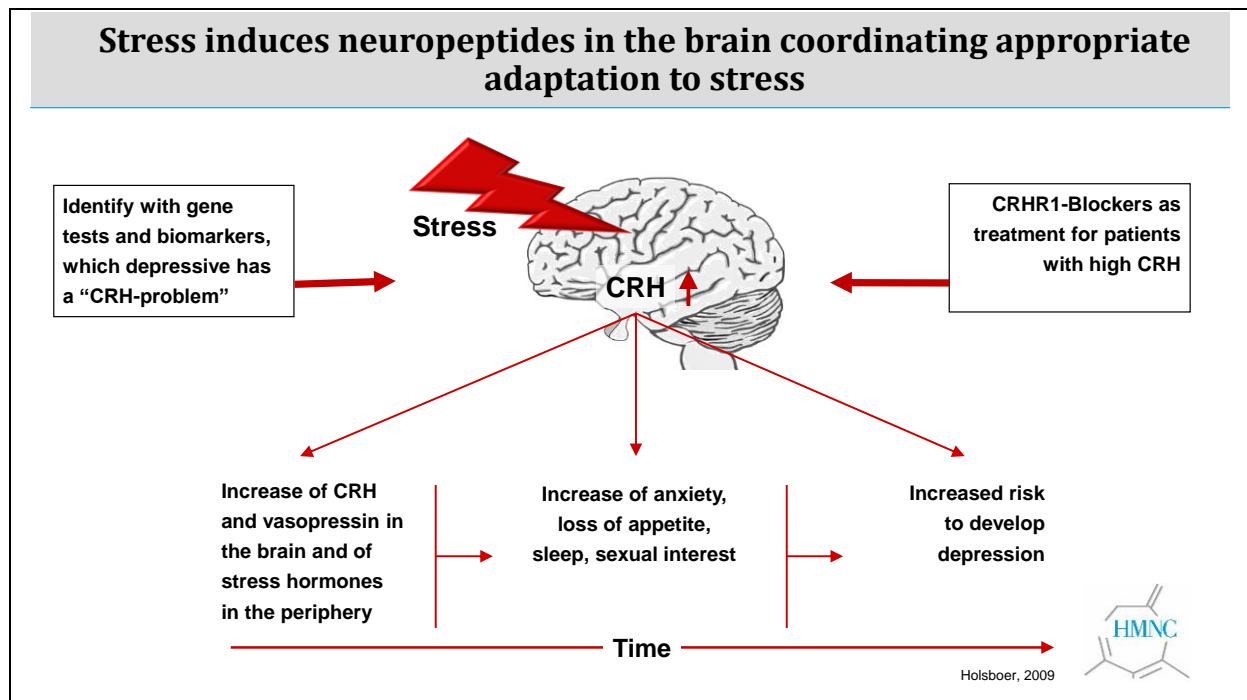 Stress induces neuropeptides in the brain coordinating appropriate
adaptation to stress
Identify with gene
tests and biomarkers,
which depressive has
a “CRH-problem”
Stress
CRH
CRHR1-Blockers as
treatment for patients
with high CRH
Increase of CRH
and vasopressin in
the brain and of
stress hormones
in the periphery
Increase of anxiety,
loss of appetite,
sleep, sexual interest
Increased risk
to develop
depression
Time
HMNC
Holsboer, 2009